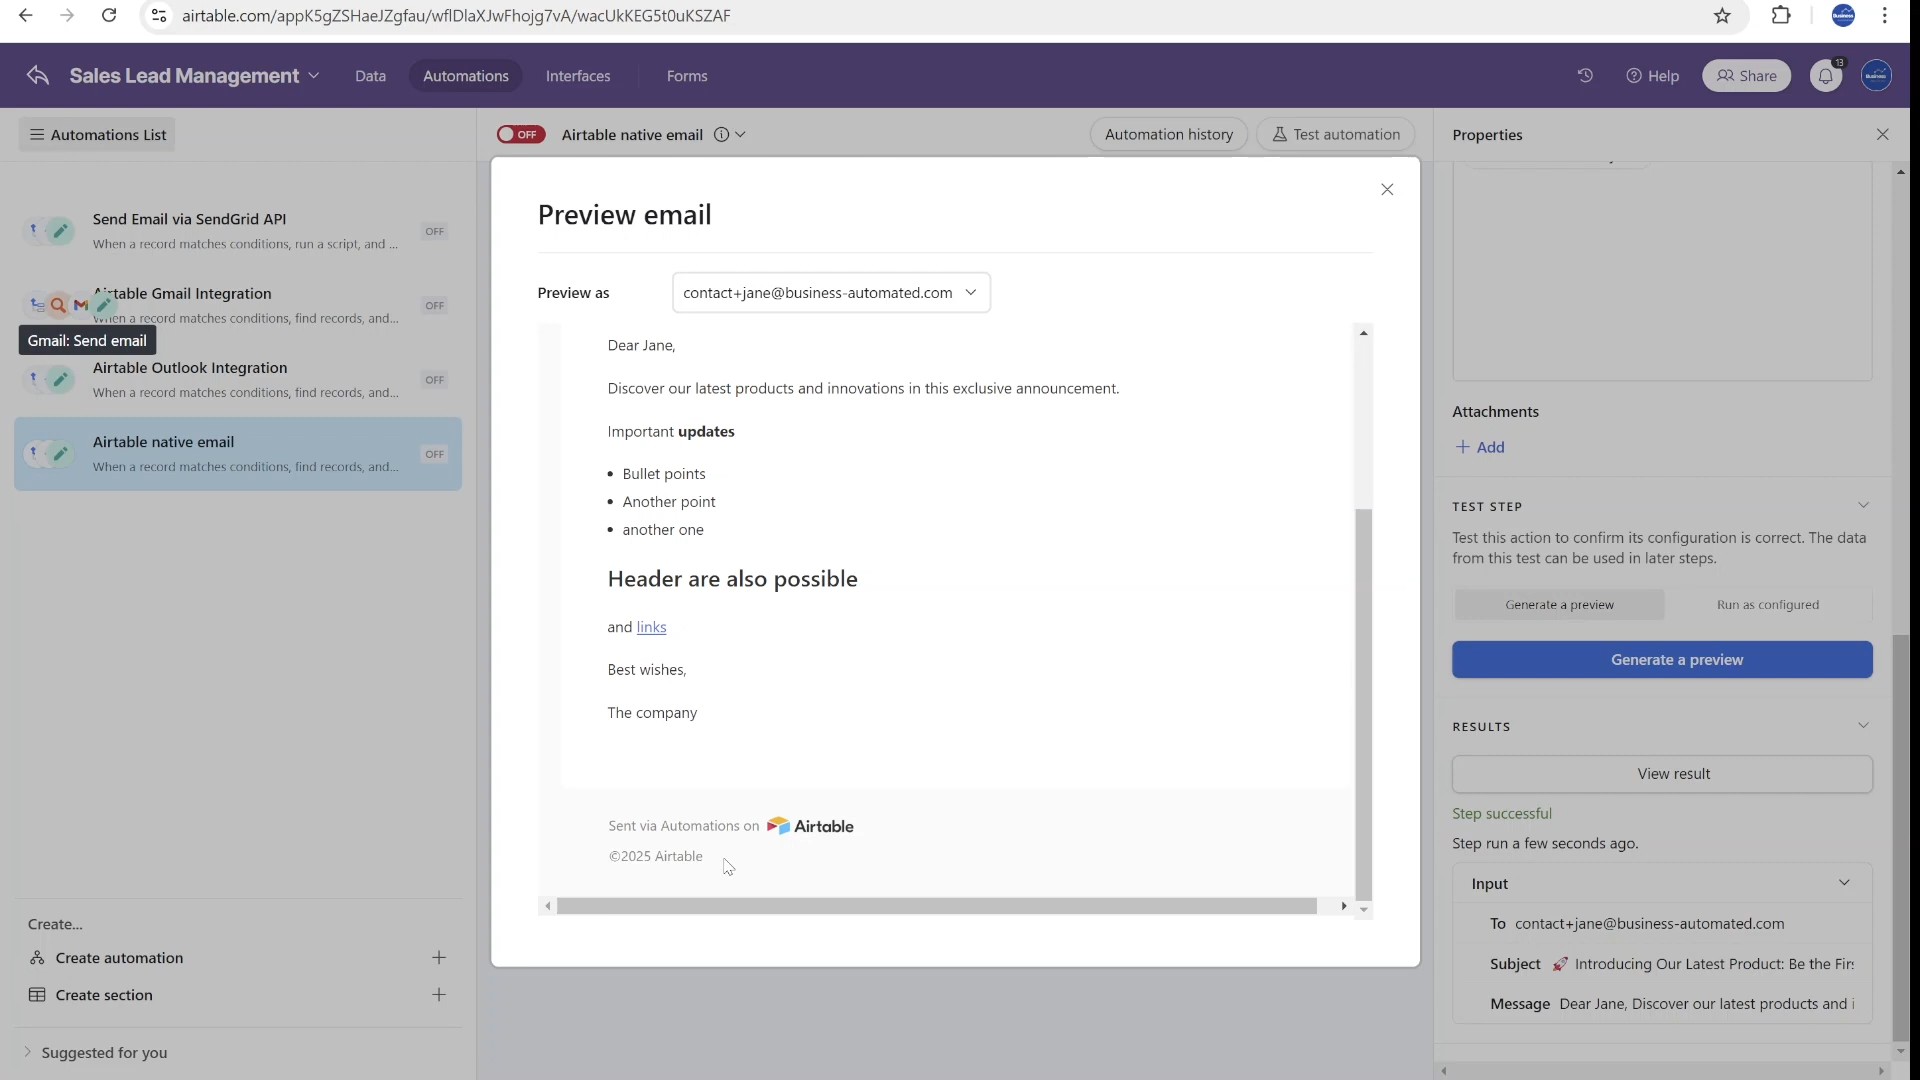 airtable.com/appK5gZSHaeJZgfau/wflDlaXJwFhojg7vA/wacUkKEG5t0uKSZAF
Sales Lead Management
Data
Automations
Interfaces
Forms
Help
Share
13
Automations List
OFF
Airtable native email
Automation history
Test automation
Properties
Send Email via SendGrid API
When a record matches conditions, run a script, and ...
OFF
Airtable Gmail Integration
When a record matches conditions, find records, and...
OFF
Gmail: Send email
Airtable Outlook Integration
When a record matches conditions, find records, and...
OFF
Airtable native email
When a record matches conditions, find records, and...
OFF
Create...
Create automation
Create section
Suggested for you
Preview email
Preview as
contact+jane@business-automated.com
Dear Jane,
Discover our latest products and innovations in this exclusive announcement.
Important updates
• Bullet points
• Another point
• another one
Header are also possible
and links
Best wishes,
The company
Sent via Automations on Airtable
©2025 Airtable
Attachments
+ Add
TEST STEP
Test this action to confirm its configuration is correct. The data
from this test can be used in later steps.
Generate a preview
Run as configured
Generate a preview
RESULTS
View result
Step successful
Step run a few seconds ago.
Input
To contact+jane@business-automated.com
Subject 🚀 Introducing Our Latest Product: Be the Fir
Message Dear Jane, Discover our latest products and i